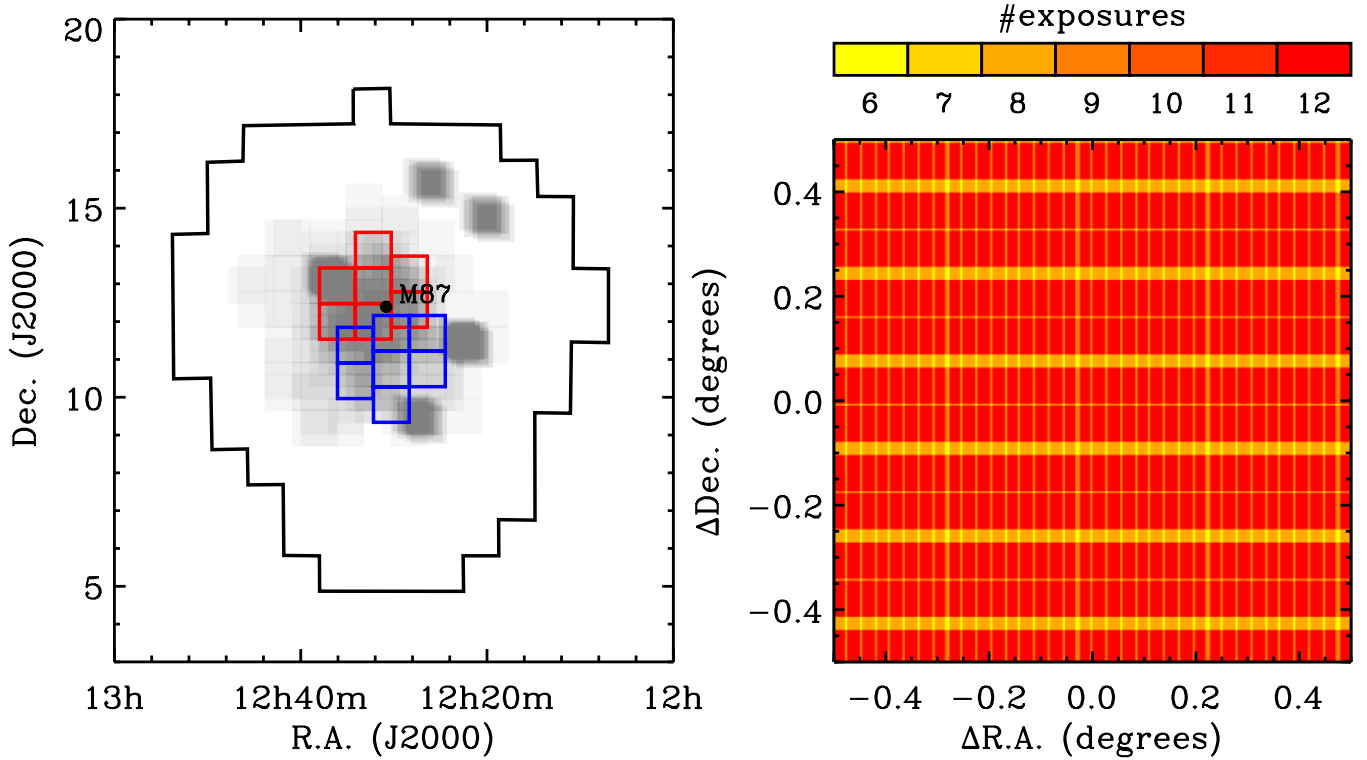 20
15
10
5
Dec. (J2000)
M87
13h 12h40m 12h20m 12h
R.A. (J2000)
#exposures
6 7 8 9 10 11 12
0.4
0.2
0.0
−0.2
−0.4
ΔDec. (degrees)
−0.4 −0.2 0.0 0.2 0.4
ΔR.A. (degrees)